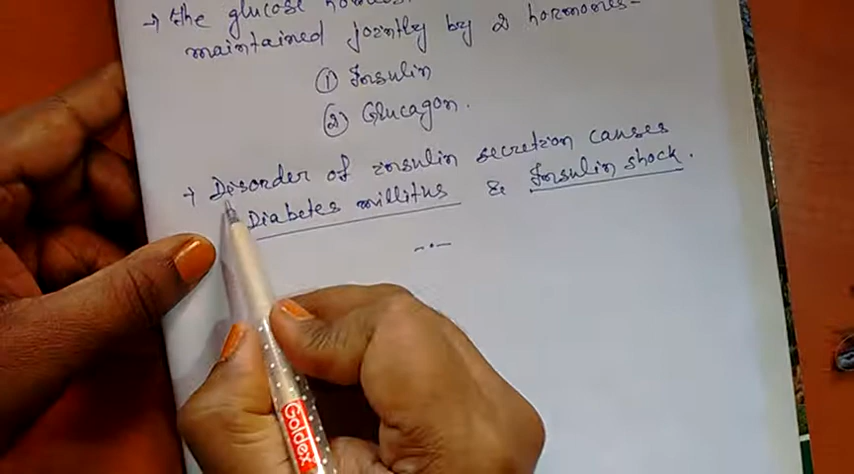 → the glucose
maintained jointly by 2 hormones-
① Insulin
② Glucagon.
→ Disorder of insulin secretion causes
Diabetes millitus & Insulin shock.
Goldex